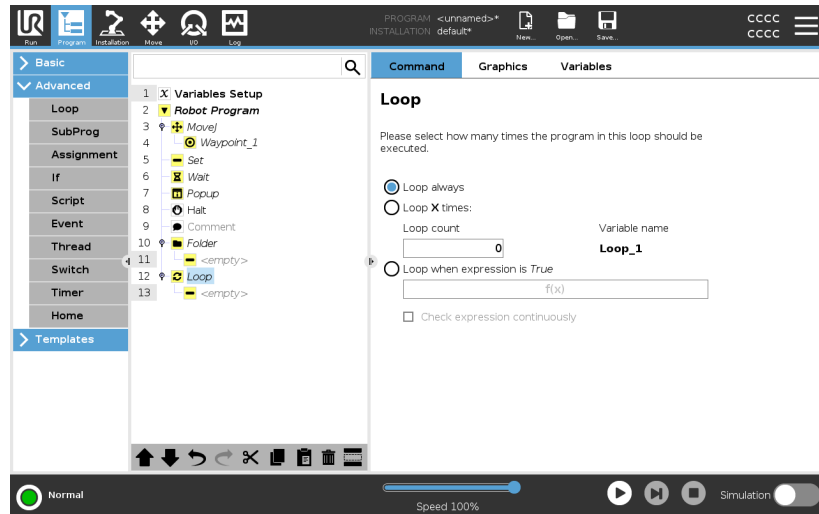 PROGRAM <unnamed>*
INSTALLATION default*
UR
Run
Program
Installation
Move
I/O
Log
New...
Open...
Save...
CCCC
CCCC
Basic
Advanced
Loop
SubProg
Assignment
If
Script
Event
Thread
Switch
Timer
Home
Templates
1 X Variables Setup
2 Robot Program
3 MoveJ
4 Waypoint_1
5 Set
6 Wait
7 Popup
8 Halt
9 Comment
10 Folder
11 <empty>
12 Loop
13 <empty>
Command Graphics Variables
Loop
Please select how many times the program in this loop should be
executed.
Loop always
Loop X times:
Loop count Variable name
0 Loop_1
Loop when expression is True
f(x)
Check expression continuously
Normal
Speed 100%
Simulation